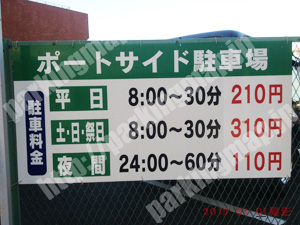 ポートサイド駐車場
駐車料金
平日 8:00～30分 210円
土・日・祭日 8:00～30分 310円
夜間 24:00～60分 110円